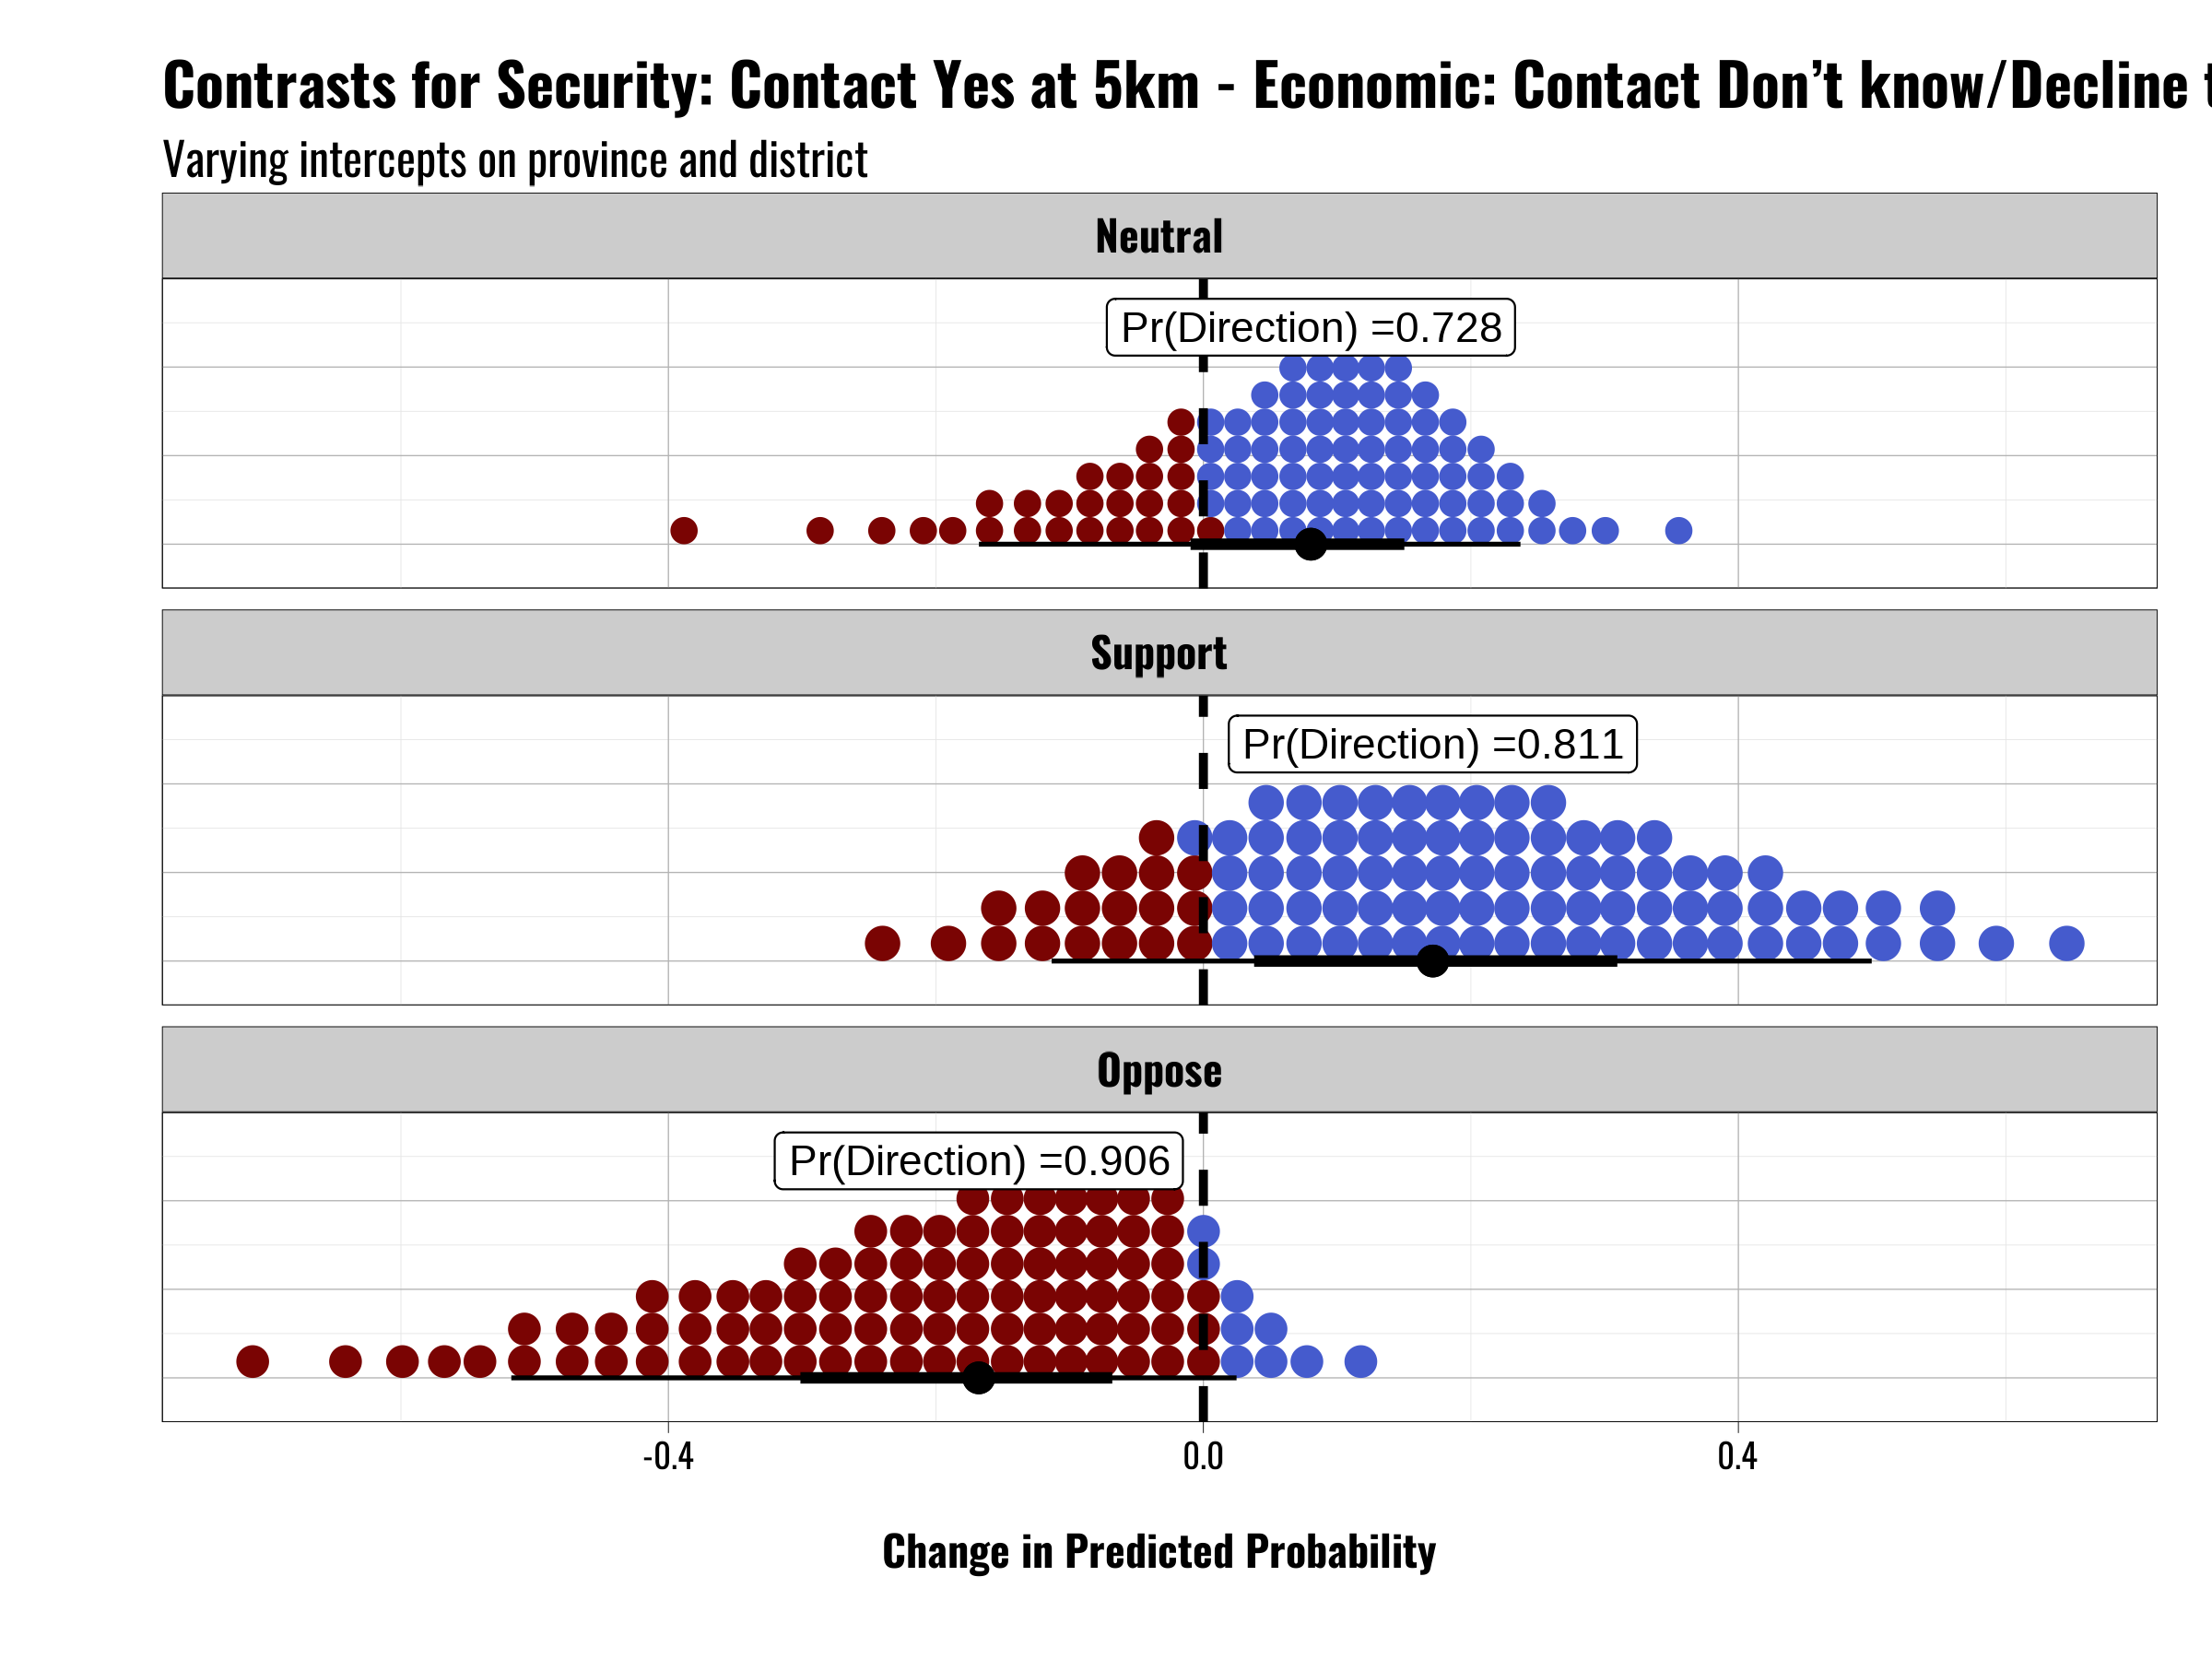 Contrasts for Security: Contact Yes at 5km - Economic: Contact Don’t know/Decline
Varying intercepts on province and district
Neutral
Pr(Direction) =0.728
Support
Pr(Direction) =0.811
Oppose
Pr(Direction) =0.906
-0.4 0.0 0.4
Change in Predicted Probability